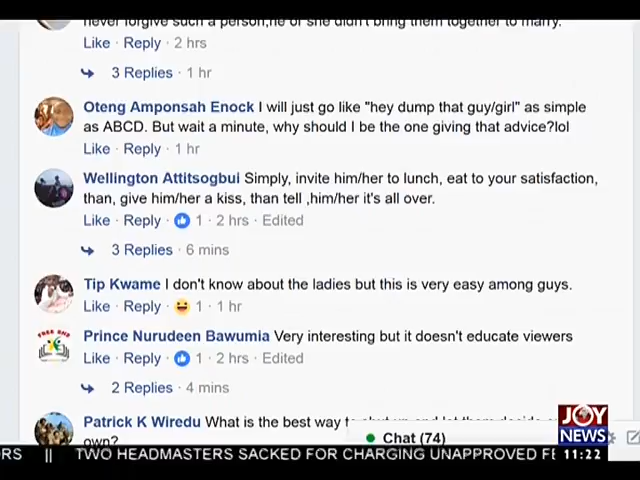 never forgive such a person,he or she didn't bring them together to marry.
Like · Reply · 2 hrs
3 Replies · 1 hr
Oteng Amponsah Enock I will just go like "hey dump that guy/girl" as simple
as ABCD. But wait a minute, why should I be the one giving that advice?lol
Like · Reply · 1 hr
Wellington Attitsogbui Simply, invite him/her to lunch, eat to your satisfaction,
than, give him/her a kiss, than tell ,him/her it's all over.
Like · Reply · 1 · 2 hrs · Edited
3 Replies · 6 mins
Tip Kwame I don't know about the ladies but this is very easy among guys.
Like · Reply · 1 · 1 hr
Prince Nurudeen Bawumia Very interesting but it doesn't educate viewers
Like · Reply · 1 · 2 hrs · Edited
2 Replies · 4 mins
Patrick K Wiredu What is the best way
own?
Chat (74)
JOY
NEWS
ORS || TWO HEADMASTERS SACKED FOR CHARGING UNAPPROVED FE 11:22